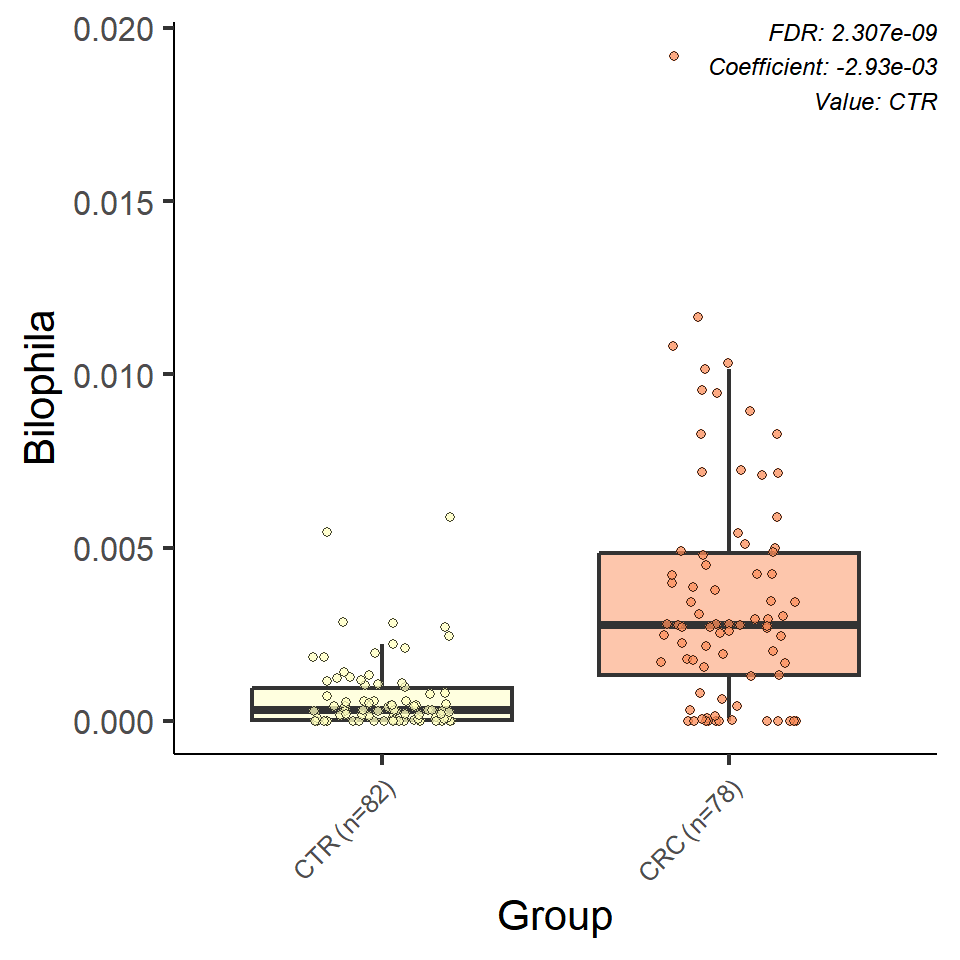 FDR: 2.307e-09
Coefficient: -2.93e-03
Value: CTR
0.020
0.015
0.010
0.005
0.000
Bilophila
CTR (n=82)
CRC (n=78)
Group